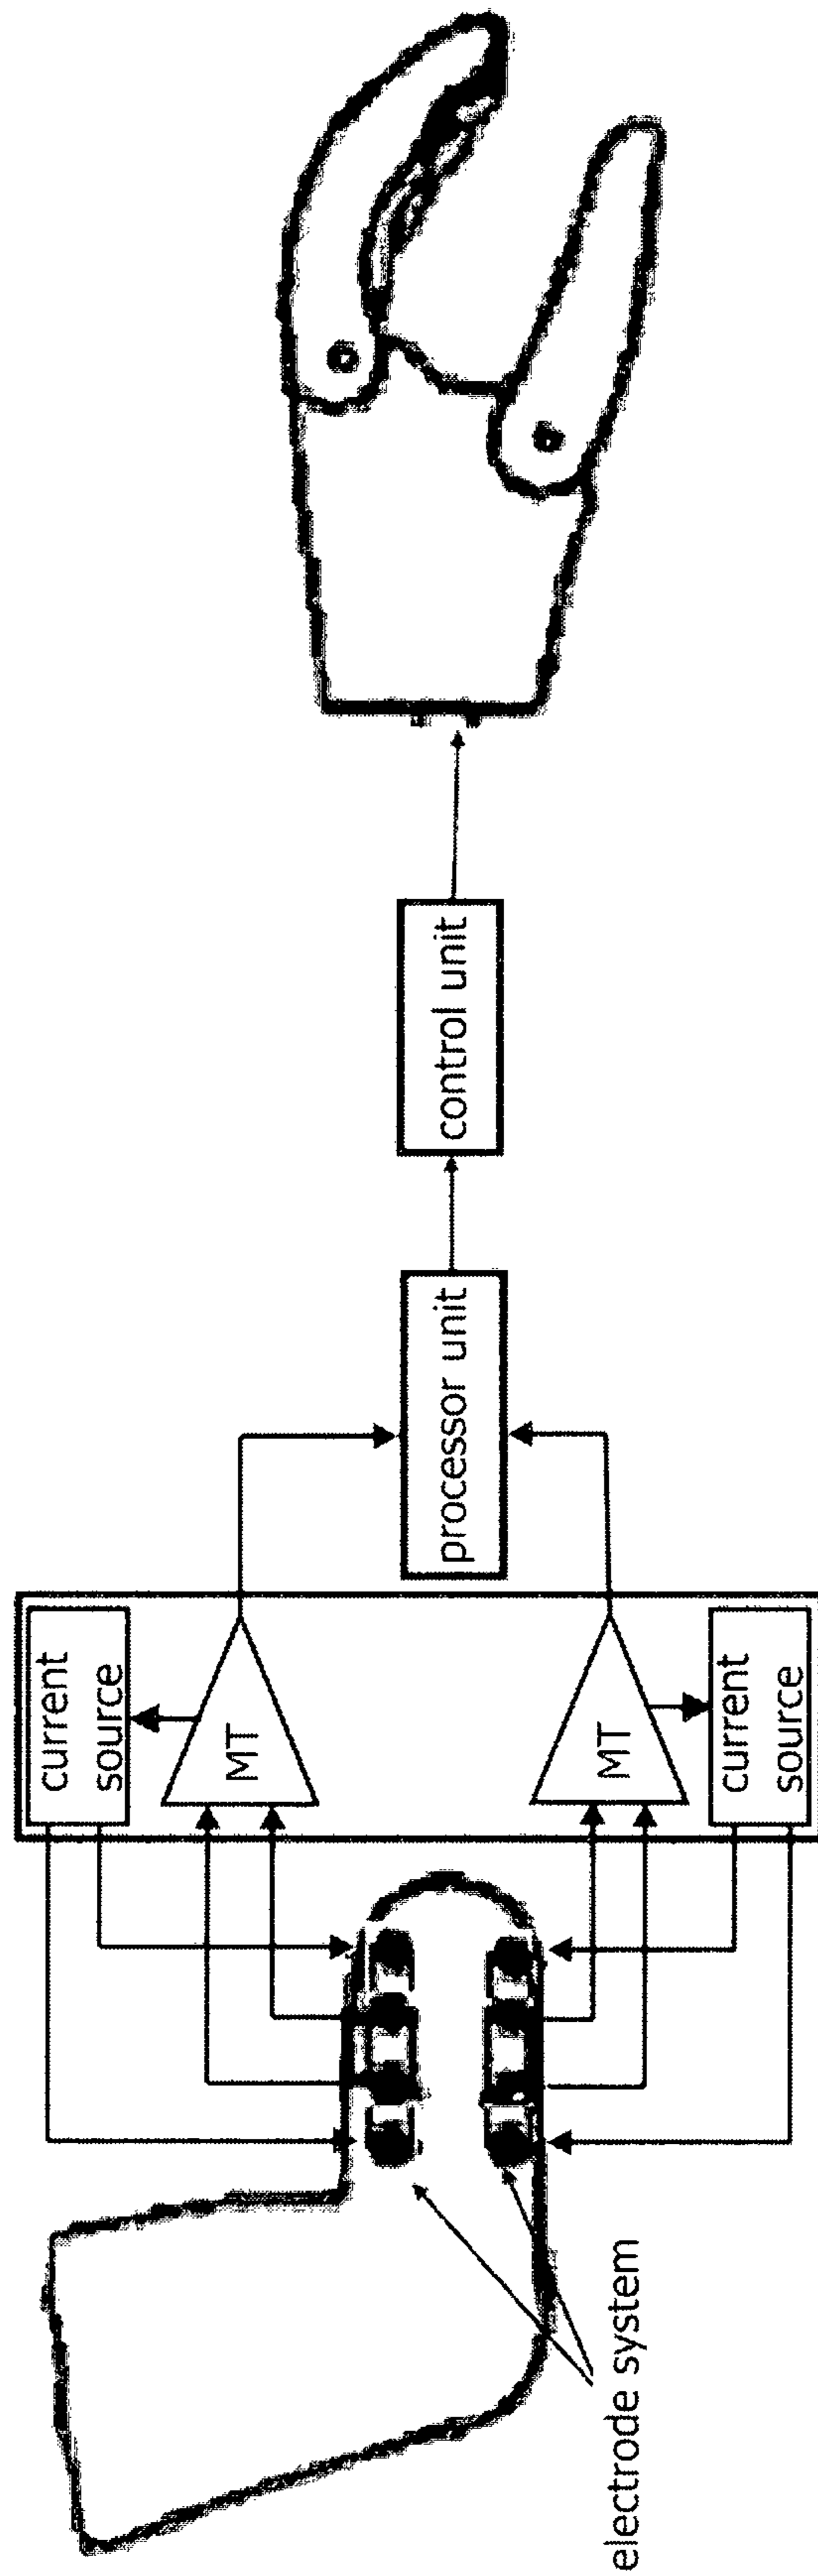 current
source
MT
processor unit
control unit
MT
current
source
electrode system